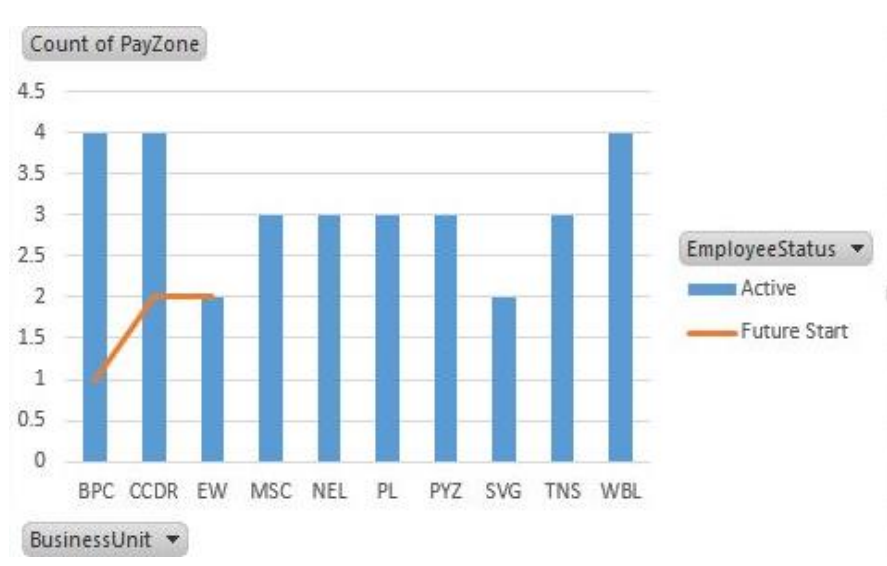 Count of PayZone
4.5
4
3.5
3
2.5
2
1.5
1
0.5
0
BPC CCDR EW MSC NEL PL PYZ SVG TNS WBL
BusinessUnit
EmployeeStatus
Active
Future Start